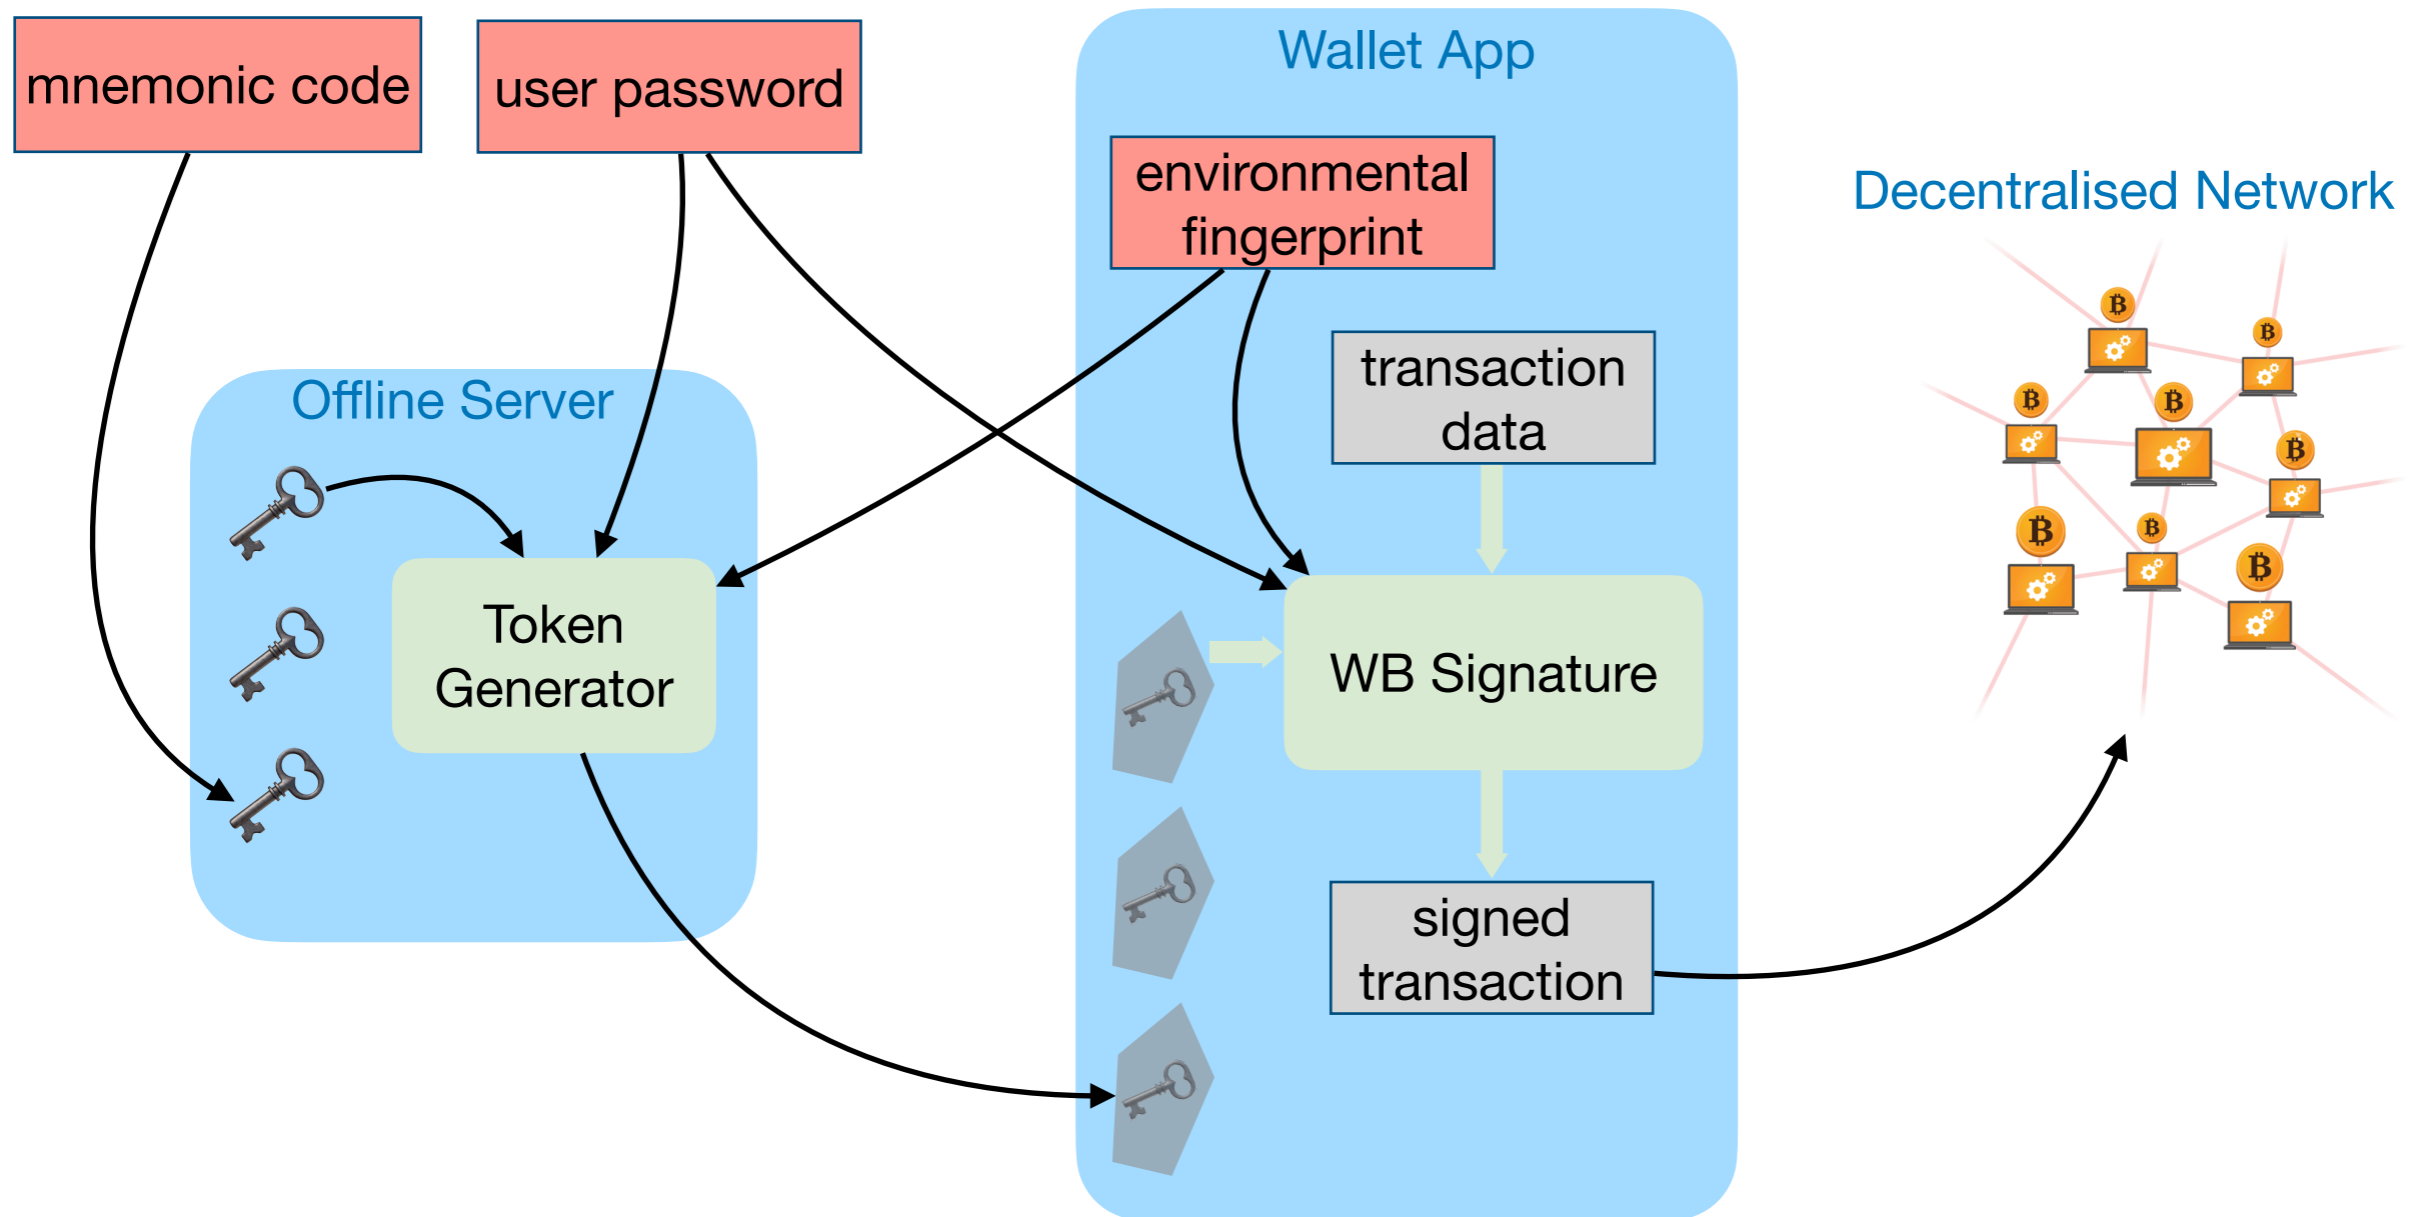 mnemonic code
user password
Wallet App
environmental
fingerprint
Decentralised Network
transaction
data
Offline Server
Token
Generator
WB Signature
signed
transaction